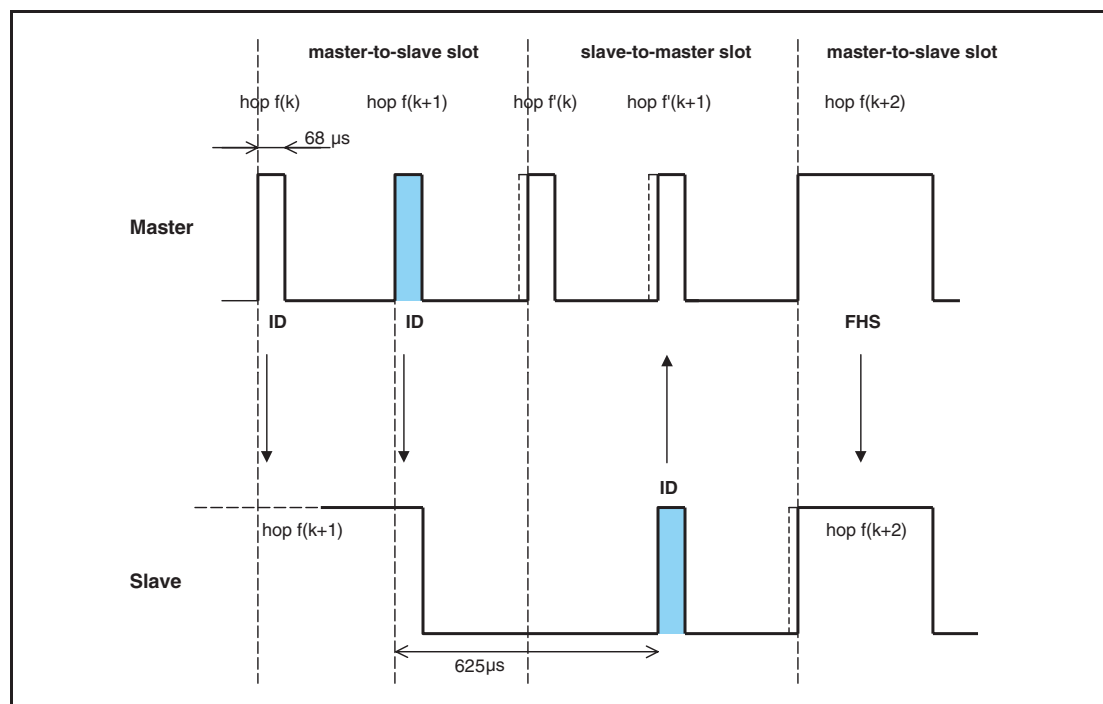 master-to-slave slot slave-to-master slot master-to-slave slot
hop f(k) hop f(k+1) hop f'(k) hop f'(k+1) hop f(k+2)
68 µs
Master
ID ID FHS
ID
hop f(k+1) hop f(k+2)
Slave
625µs